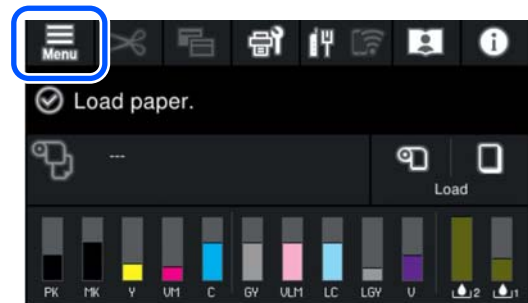 Menu
Load paper.
---
Load
PK MK Y VM C GY VLM LC LGY V 2 1